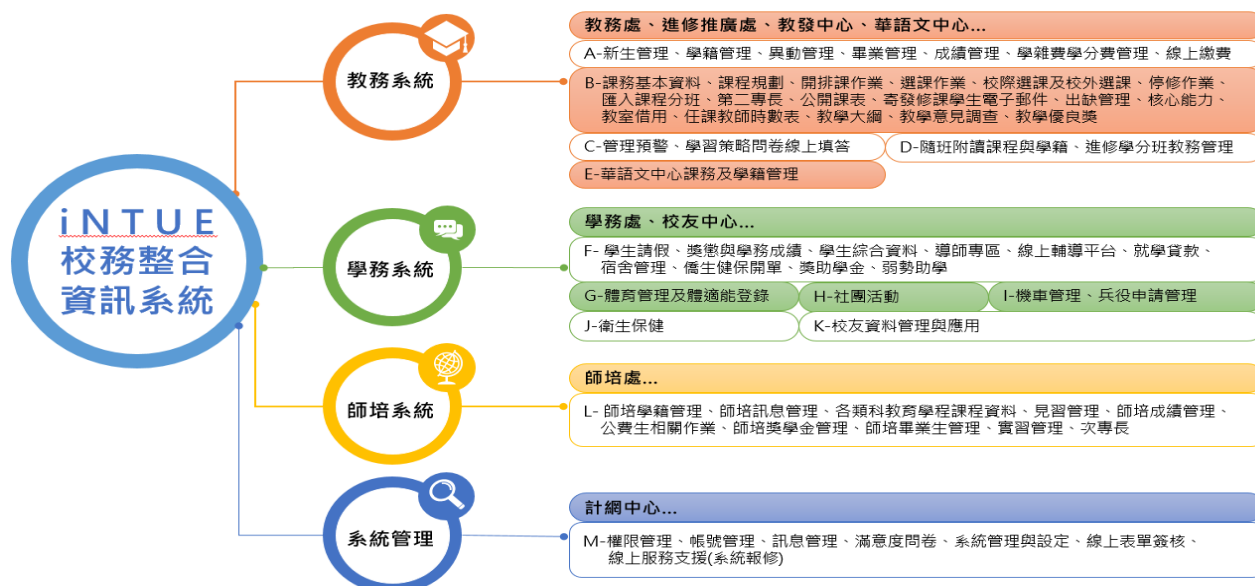 iNTUE
校務整合
資訊系統
教務系統
教務處、進修推廣處、教發中心、華語文中心...
A-新生管理、學籍管理、異動管理、畢業管理、成績管理、學雜費學分費管理、線上繳費
B-課務基本資料、課程規劃、開排課作業、選課作業、校際選課及校外選課、停修作業、
匯入課程分班、第二專長、公開課表、寄發修課學生電子郵件、出缺管理、核心能力、
教室借用、任課教師時數表、教學大綱、教學意見調查、教學優良獎
C-管理預警、學習策略問卷線上填答
D-隨班附讀課程與學籍、進修學分班教務管理
E-華語文中心課務及學籍管理
學務系統
學務處、校友中心...
F- 學生請假、獎懲與學務成績、學生綜合資料、導師專區、線上輔導平台、就學貸款、
宿舍管理、僑生健保開單、獎助學金、弱勢助學
G-體育管理及體適能登錄
H-社團活動
I-機車管理、兵役申請管理
J-衛生保健
K-校友資料管理與應用
師培系統
師培處...
L- 師培學籍管理、師培訊息管理、各類科教育學程課程資料、見習管理、師培成績管理、
公費生相關作業、師培獎學金管理、師培畢業生管理、實習管理、次專長
系統管理
計網中心...
M-權限管理、帳號管理、訊息管理、滿意度問卷、系統管理與設定、線上表單簽核、
線上服務支援(系統報修)